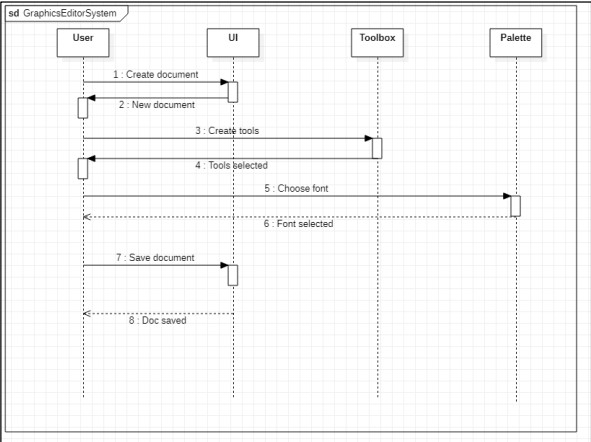 sd GraphicsEditorSystem
User UI Toolbox Palette
1 : Create document
2 : New document
3 : Create tools
4 : Tools selected
5 : Choose font
6 : Font selected
7 : Save document
8 : Doc saved